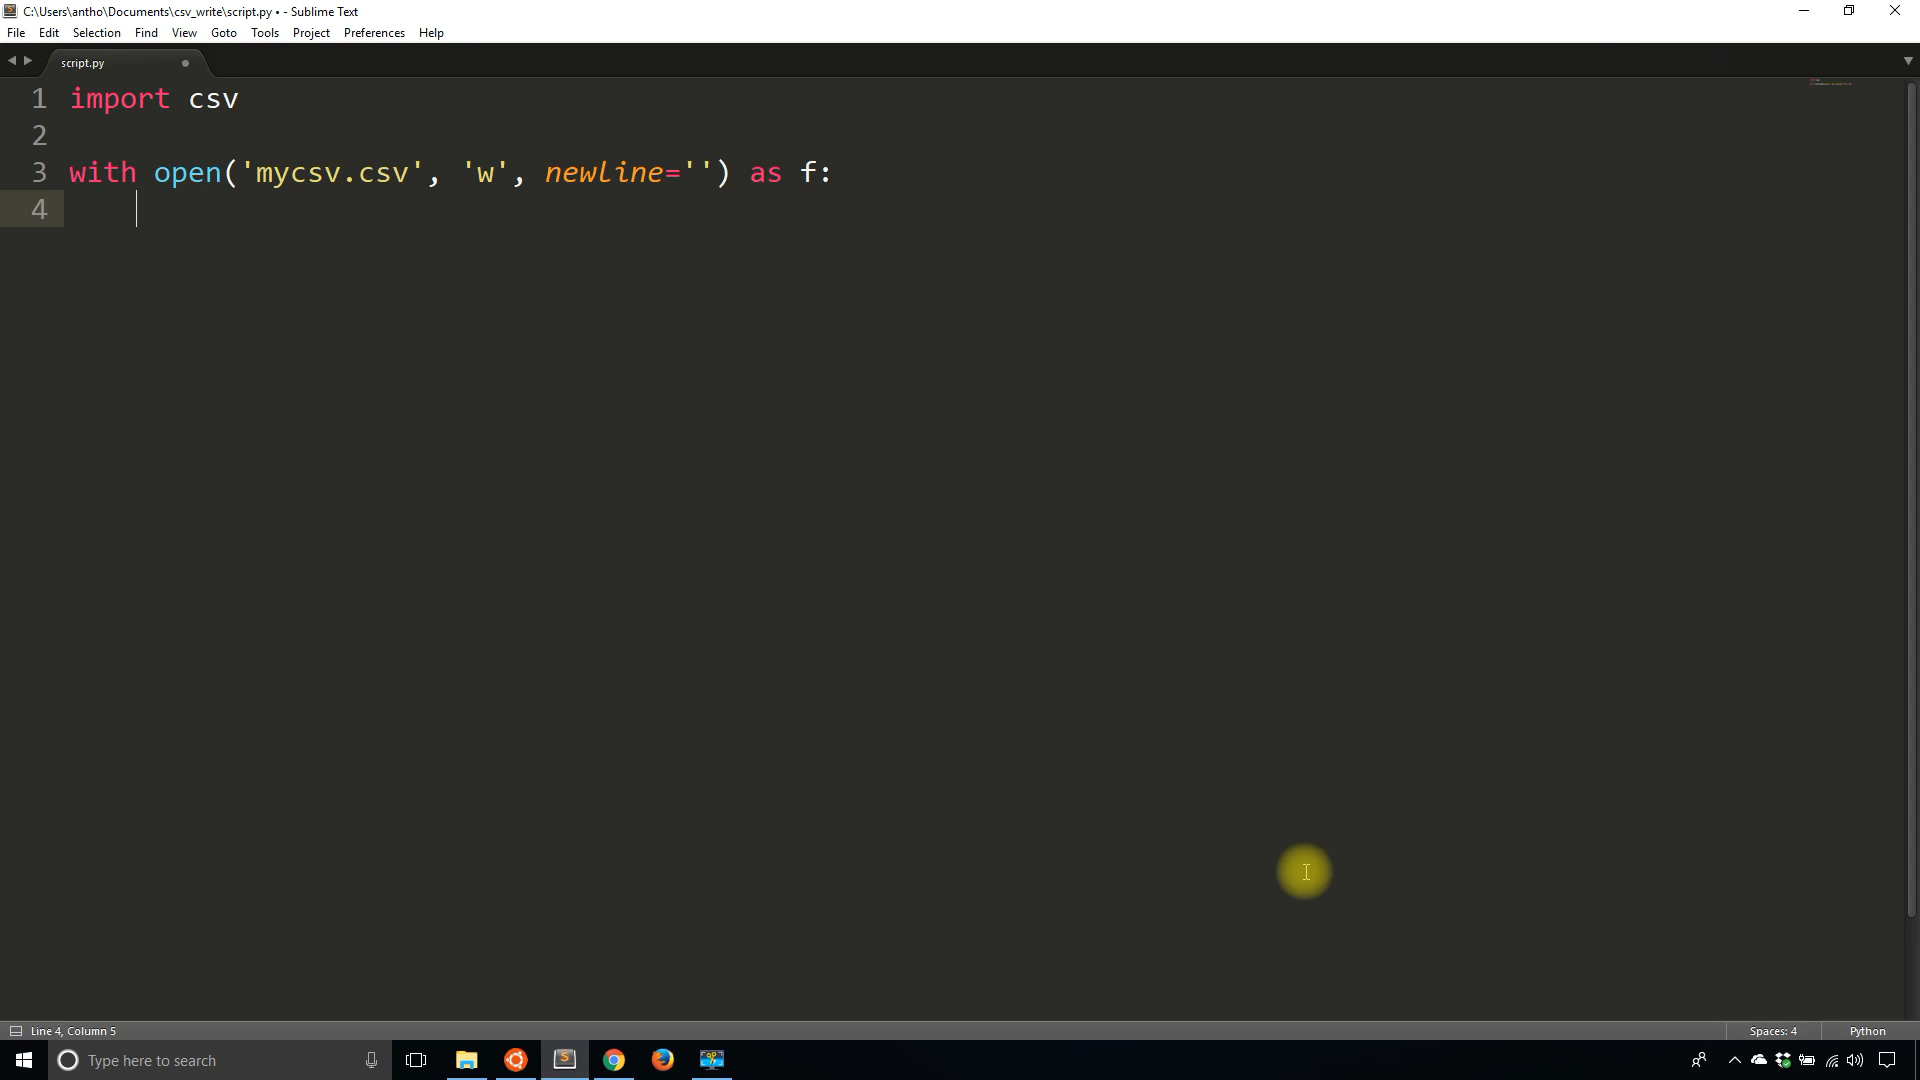 C:\Users\antho\Documents\csv_write\script.py • - Sublime Text
File Edit Selection Find View Goto Tools Project Preferences Help
script.py
1 import csv
2
3 with open('mycsv.csv', 'w', newline='') as f:
4
Line 4, Column 5
Spaces: 4
Python
Type here to search